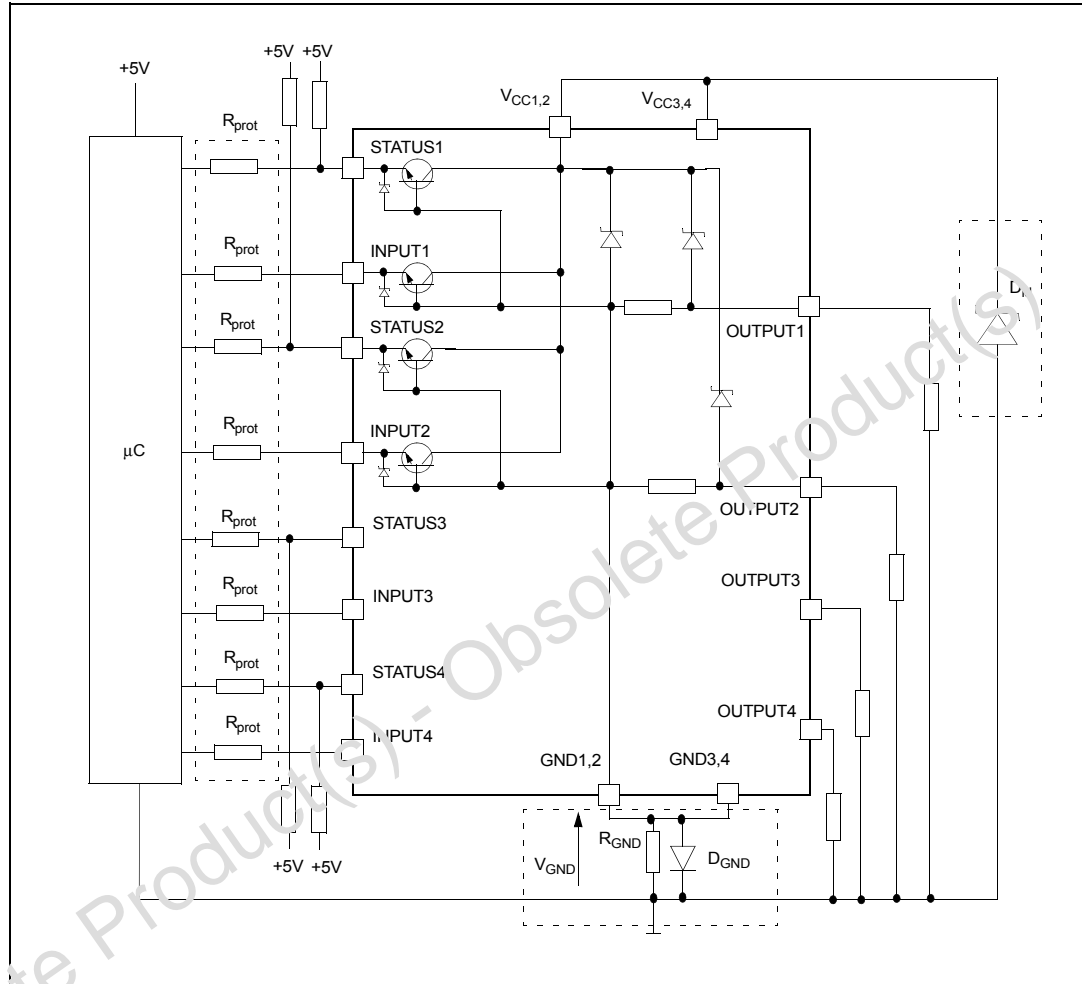 +5V +5V
+5V
VCC1,2
VCC3,4
Rprot
STATUS1
Rprot
INPUT1
Rprot
STATUS2
OUTPUT1
Rprot
INPUT2
µC
Rprot
STATUS3
OUTPUT2
Rprot
INPUT3
OUTPUT3
Rprot
STATUS4
OUTPUT4
Rprot
INPUT4
GND1,2
GND3,4
+5V +5V
VGND
RGND
DGND
te Product(s) - Obsolete Product(s)